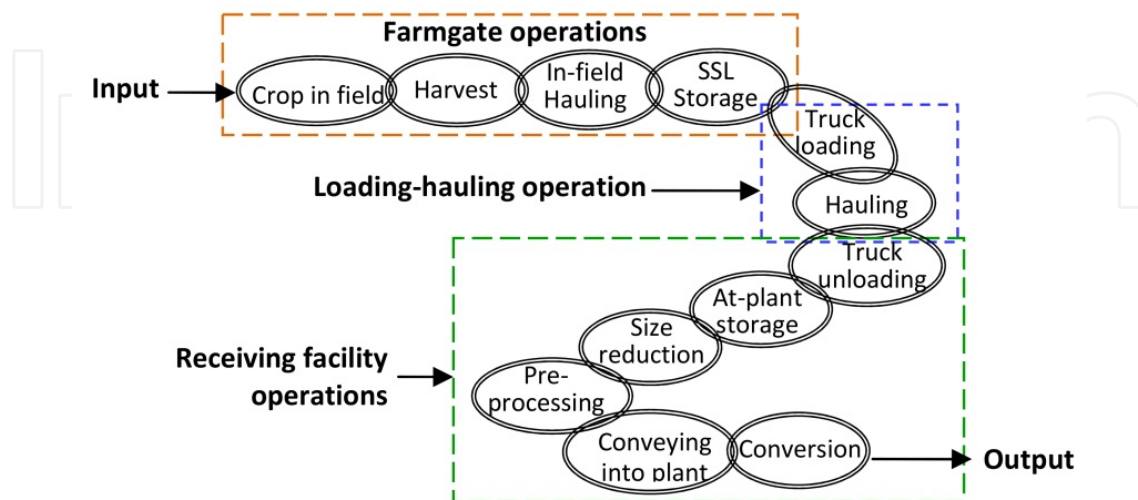 Farmgate operations
Input
Crop in field
Harvest
In-field
Hauling
SSL
Storage
Truck
loading
Loading-hauling operation
Hauling
Truck
unloading
At-plant
storage
Size
reduction
Receiving facility
operations
Pre-
processing
Conveying
into plant
Conversion
Output